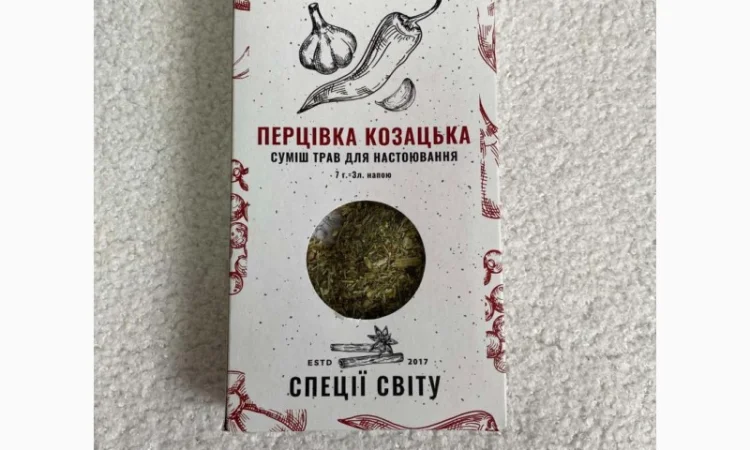 ПЕРЦІВКА КОЗАЦЬКА
СУМІШ ТРАВ ДЛЯ НАСТОЮВАННЯ
7 г.-3л. напою
ESTD 2017
СПЕЦІЇ СВІТУ